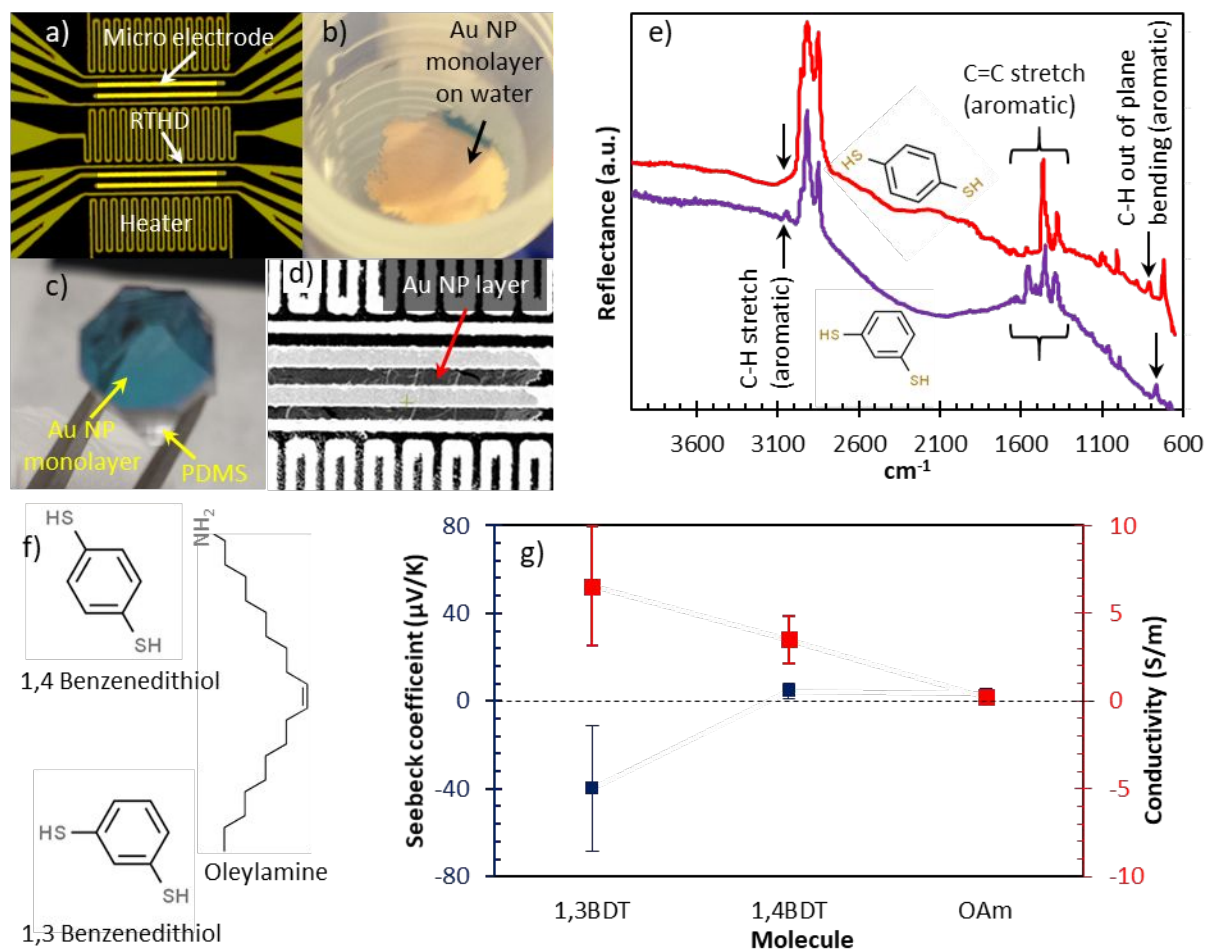 a)
Micro electrode
RTHD
Heater
b)
Au NP
monolayer
on water
c)
Au NP
monolayer
PDMS
d)
Au NP layer
e)
Reflectance (a.u.)
C=C stretch
(aromatic)
C-H out of plane
bending (aromatic)
HS
SH
C-H stretch
(aromatic)
HS
SH
3600 3100 2600 2100 1600 1100 600
cm-1
f)
HS
SH
1,4 Benzenedithiol
NH2
HS
SH
Oleylamine
1,3 Benzenedithiol
g)
Seebeck coefficeint (µV/K)
80
40
0
-40
-80
10
5
0
-5
-10
Conductivity (S/m)
1,3BDT 1,4BDT OAm
Molecule